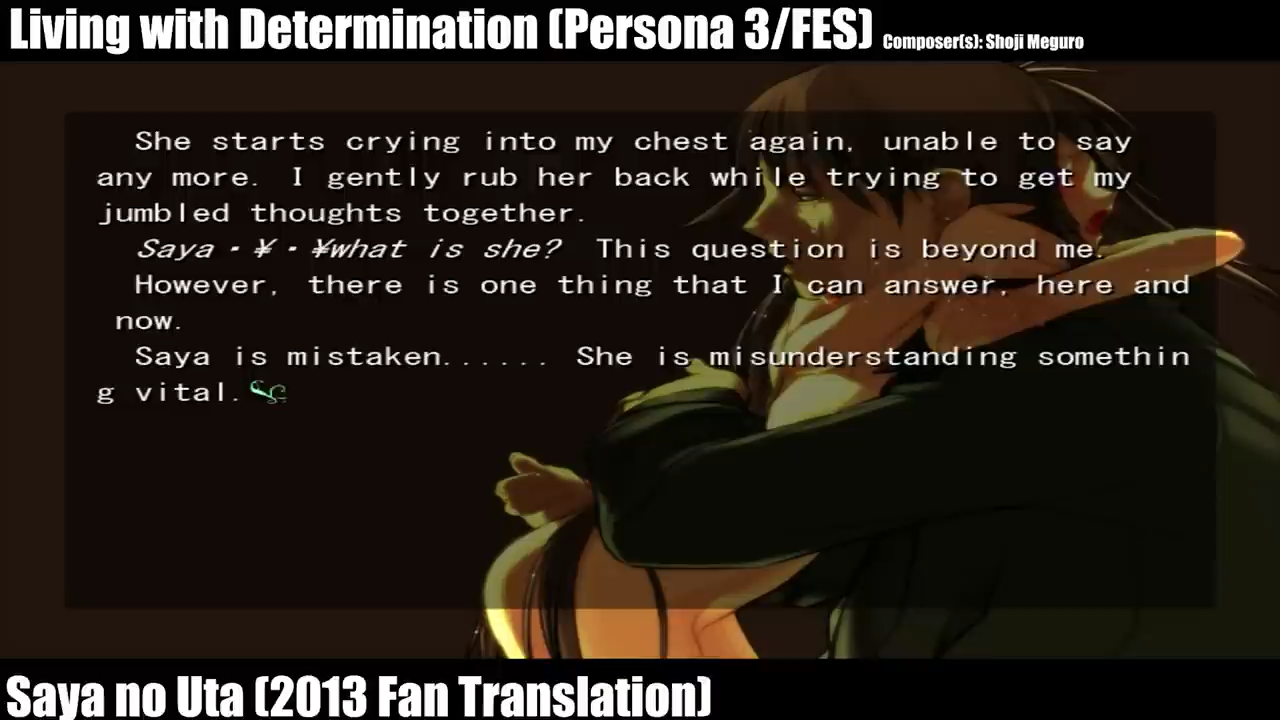 Living with Determination (Persona 3/FES) Composer(s): Shoji Meguro
She starts crying into my chest again, unable to say
any more. I gently rub her back while trying to get my
jumbled thoughts together.
Saya・¥・¥what is she? This question is beyond me.
However, there is one thing that I can answer, here and
now.
Saya is mistaken...... She is misunderstanding somethin
g vital.
Saya no Uta (2013 Fan Translation)